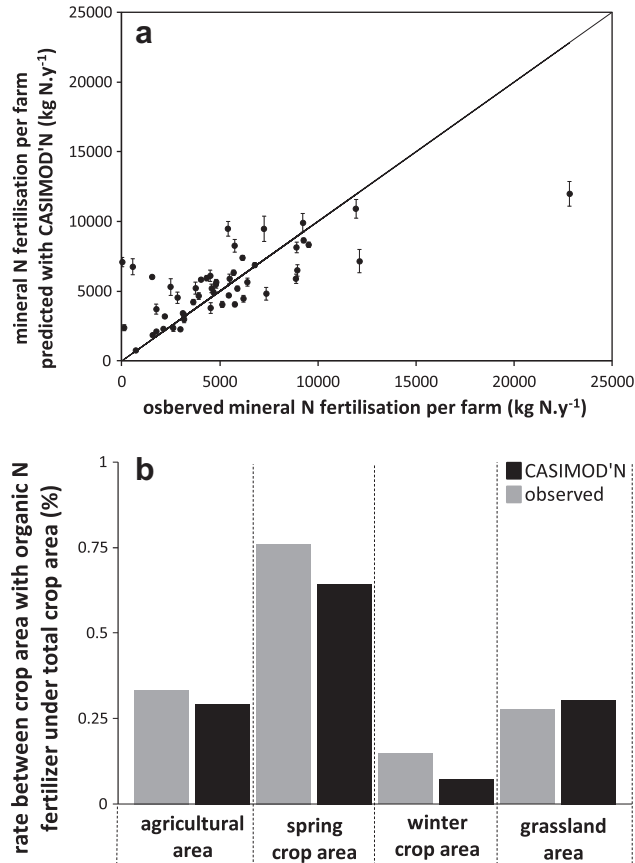 a
mineral N fertilisation per farm
predicted with CASIMOD'N (kg N.y-1)
25000
20000
15000
10000
5000
0
0 5000 10000 15000 20000 25000
osberved mineral N fertilisation per farm (kg N.y-1)
b
CASIMOD'N
observed
rate between crop area with organic N
fertilizer under total crop area (%)
1
0.75
0.5
0.25
0
agricultural
area
spring
crop area
winter
crop area
grassland
area